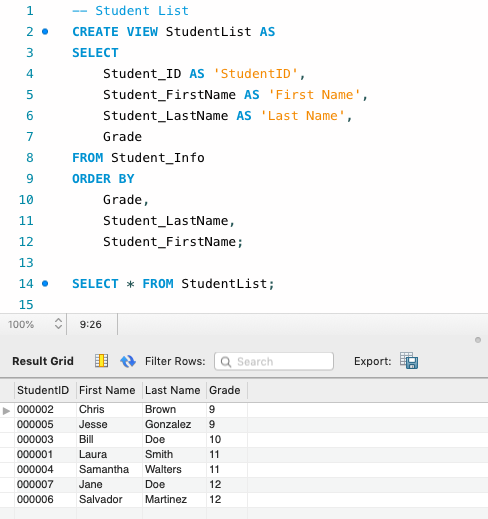 1 -- Student List
2 CREATE VIEW StudentList AS
3 SELECT
4 Student_ID AS 'StudentID',
5 Student_FirstName AS 'First Name',
6 Student_LastName AS 'Last Name',
7 Grade
8 FROM Student_Info
9 ORDER BY
10 Grade,
11 Student_LastName,
12 Student_FirstName;
13
14 SELECT * FROM StudentList;
15
100% 9:26
Result Grid Filter Rows: Search Export:
StudentID First Name Last Name Grade
000002 Chris Brown 9
000005 Jesse Gonzalez 9
000003 Bill Doe 10
000001 Laura Smith 11
000004 Samantha Walters 11
000007 Jane Doe 12
000006 Salvador Martinez 12